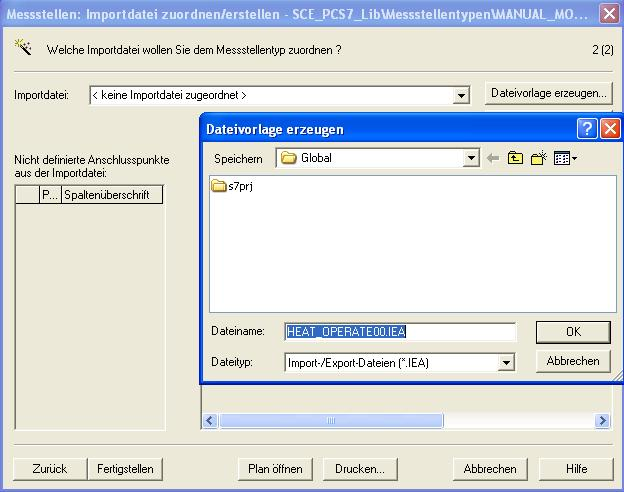 Messstellen: Importdatei zuordnen/erstellen - SCE_PCS7_Lib\Messstellentypen\MANUAL_MO...
Welche Importdatei wollen Sie dem Messstellentyp zuordnen ?
2 (2)
Importdatei:
< keine Importdatei zugeordnet >
Dateivorlage erzeugen...
Dateivorlage erzeugen
Speichern
Global
s7prj
Nicht definierte Anschlusspunkte
aus der Importdatei:
P...
Spaltenüberschrift
Dateiname:
HEAT_OPERATE00.IEA
OK
Dateityp:
Import-/Export-Dateien (*.IEA)
Abbrechen
Zurück
Fertigstellen
Plan öffnen
Drucken...
Abbrechen
Hilfe